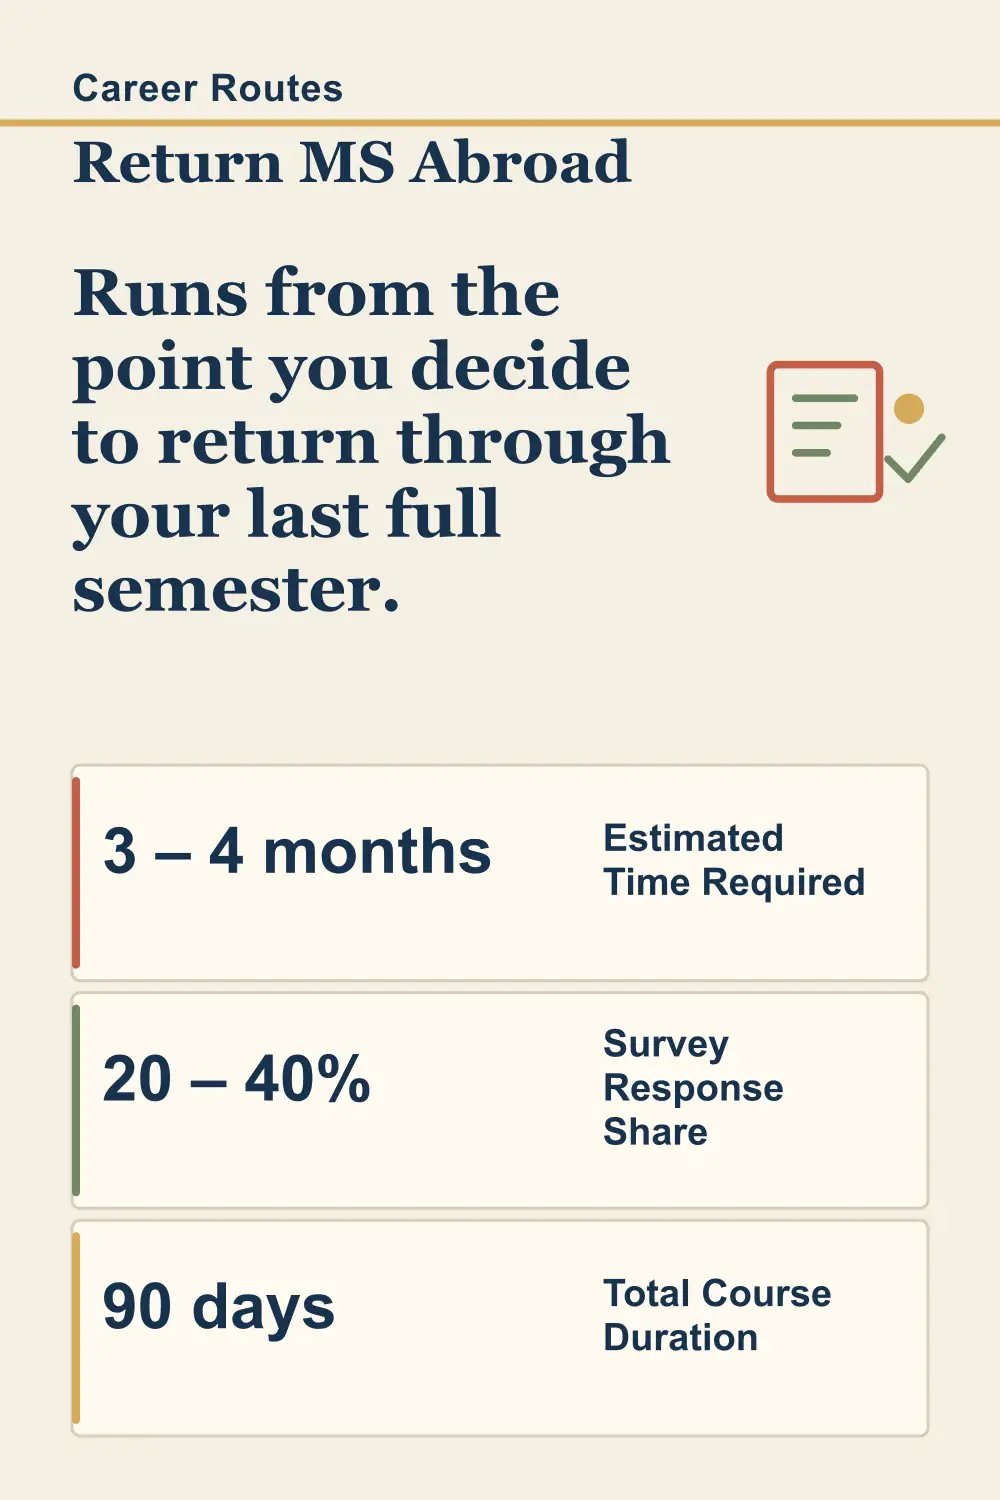 Career Routes
Return MS Abroad
Runs from the
point you decide
to return through
your last full
semester.
3 – 4 months
Estimated
Time Required
20 – 40%
Survey
Response
Share
90 days
Total Course
Duration